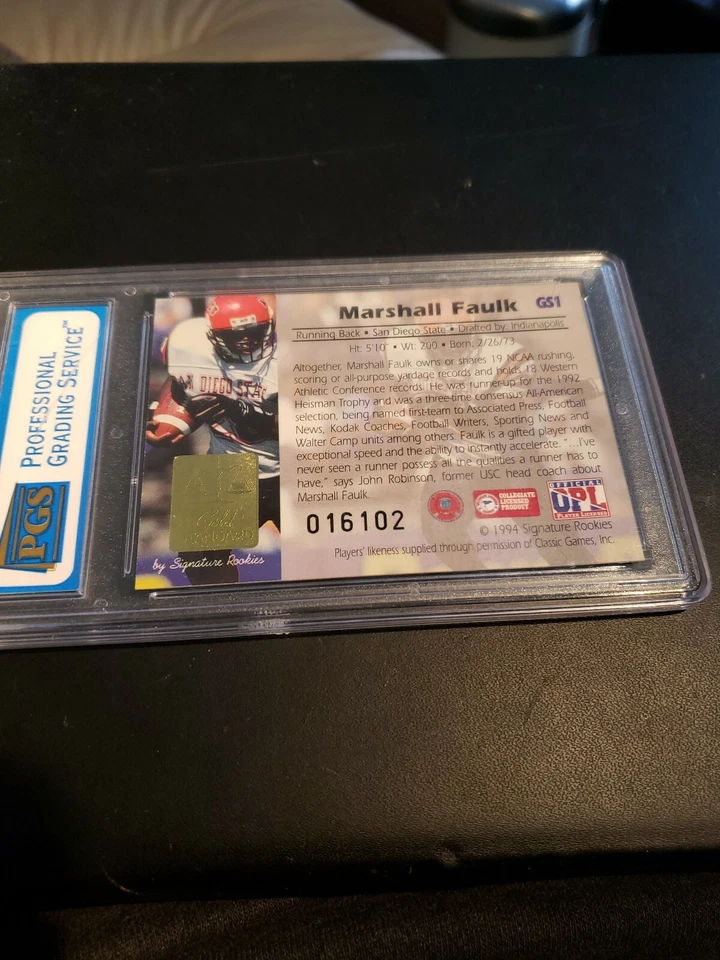 PROFESSIONAL
GRADING SERVICE™
PGS
Marshall Faulk GS1
Running Back • San Diego State • Drafted by: Indianapolis
Ht: 5'10" • Wt: 200 • Born: 2/26/73
Altogether, Marshall Faulk owns or shares 19 NCAA rushing,
scoring or all-purpose yardage records and holds 18 Western
Athletic Conference records. He was runner-up for the 1992
Heisman Trophy and was a three-time consensus All-American
selection, being named first-team to Associated Press, Football
News, Kodak Coaches, Football Writers, Sporting News and
Walter Camp units among others. Faulk is a gifted player with
exceptional speed and the ability to instantly accelerate. "....I've
never seen a runner possess all the qualities a runner has to
have," says John Robinson, former USC head coach about
Marshall Faulk.
016102
COLLEGIATE
LICENSED
PRODUCT
OFFICIAL
UPL
PLAYER LICENSEE
© 1994 Signature Rookies
Players' likeness supplied through permission of Classic Games, Inc.
AN DIEGO STAT
Gold
STANDARD
by Signature Rookies